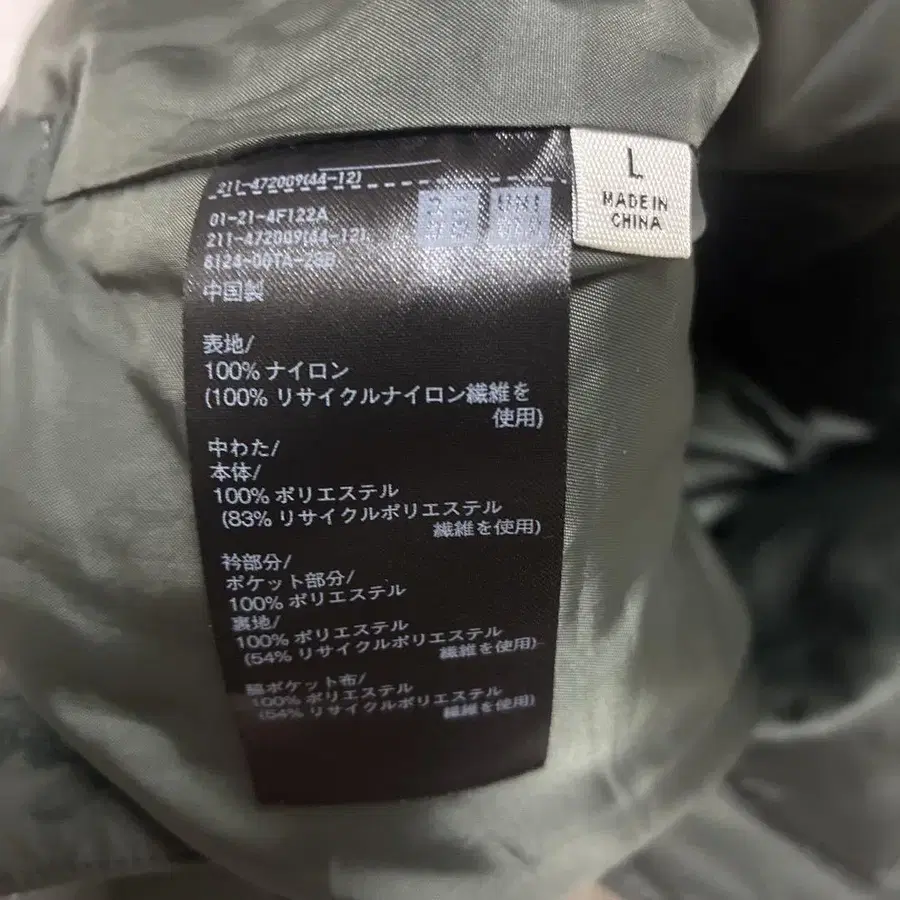 211-472009(44-12)
01-21-4F122A
211-472009(44-12)
中国製
表地/
100% ナイロン
(100% リサイクルナイロン繊維を
使用)
中わた/
本体/
100% ポリエステル
(83% リサイクルポリエステル
繊維を使用)
衿部分/
ポケット部分/
100% ポリエステル
裏地/
100% ポリエステル
(54% リサイクルポリエステル
繊維を使用)
脇ポケット布/
100% ポリエステル
(54% リサイクルポリエステル
繊維を使用)
L
MADE IN
CHINA